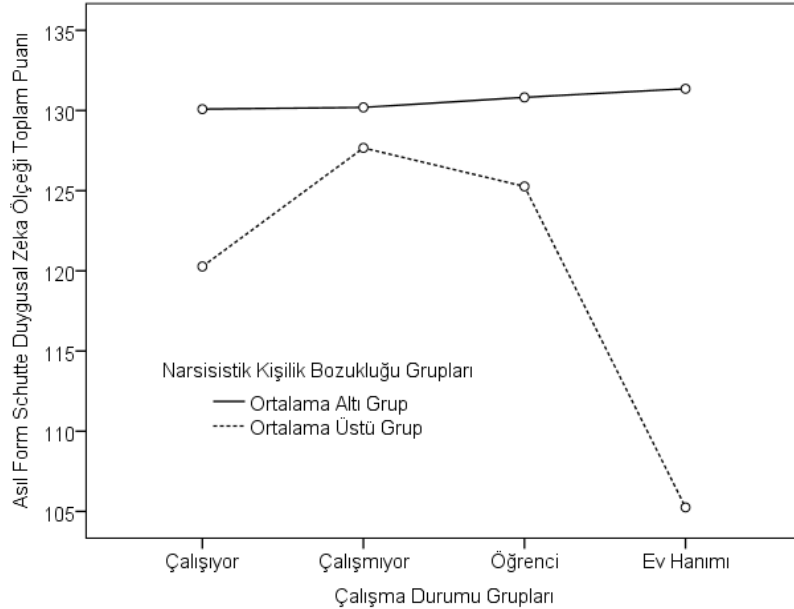 Asıl Form Schutte Duygusal Zeka Ölçeği Toplam Puanı
135
130
125
120
115
110
105
Narsisistik Kişilik Bozukluğu Grupları
Ortalama Altı Grup
Ortalama Üstü Grup
Çalışıyor
Çalışmıyor
Öğrenci
Ev Hanımı
Çalışma Durumu Grupları